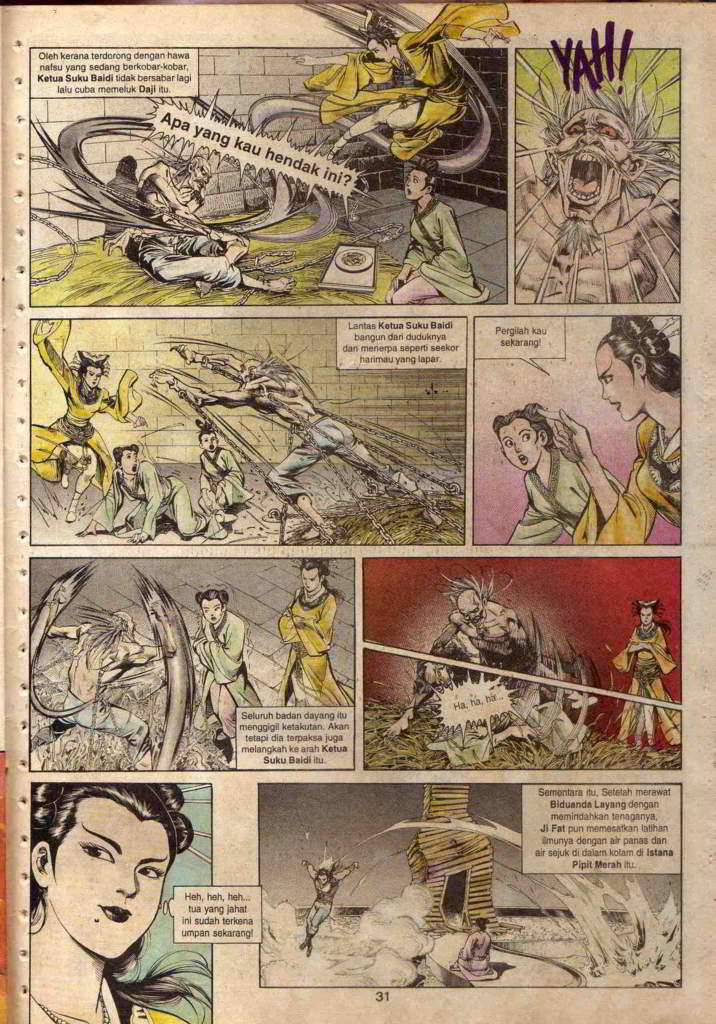 Oleh kerana terdorong dengan hawa
nafsu yang sedang berkobar-kobar,
Ketua Suku Baidi tidak bersabar lagi
lalu cuba memeluk Daji itu.
Apa yang kau hendak ini?
YAH!
Lantas Ketua Suku Baidi
bangun dari duduknya
dan menerpa seperti seekor
harimau yang lapar.
Pergilah kau
sekarang!
Seluruh badan dayang itu
menggigil ketakutan. Akan
tetapi dia terpaksa juga
melangkah ke arah Ketua
Suku Baidi itu.
Ha, ha, ha...
Heh, heh, heh...
tua yang jahat
ini sudah terkena
umpan sekarang!
Sementara itu, Setelah merawat
Biduanda Layang dengan
memindahkan tenaganya,
Ji Fat pun memesatkan latihan
ilmunya dengan air panas dan
air sejuk di dalam kolam di Istana
Pipit Merah itu.
31